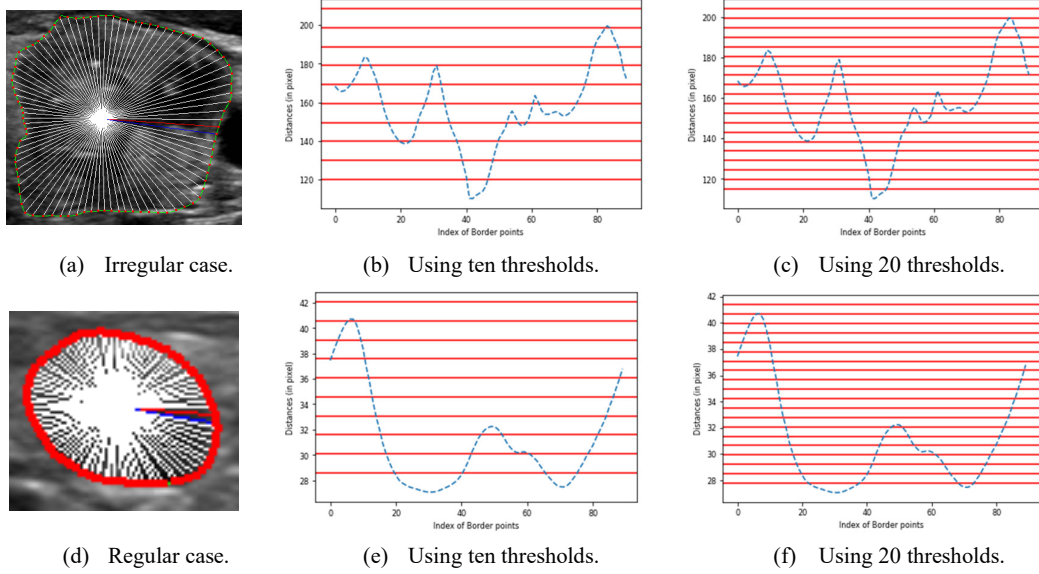 200
180
160
140
120
Distances (in pixel)
0 20 40 60 80
Index of Border points
200
180
160
140
120
Distances (in pixel)
0 20 40 60 80
Index of Border points
(a) Irregular case.
(b) Using ten thresholds.
(c) Using 20 thresholds.
42
40
38
36
34
32
30
28
Distances (in pixel)
0 20 40 60 80
Index of Border points
42
40
38
36
34
32
30
28
Distances (in pixel)
0 20 40 60 80
Index of Border points
(d) Regular case.
(e) Using ten thresholds.
(f) Using 20 thresholds.